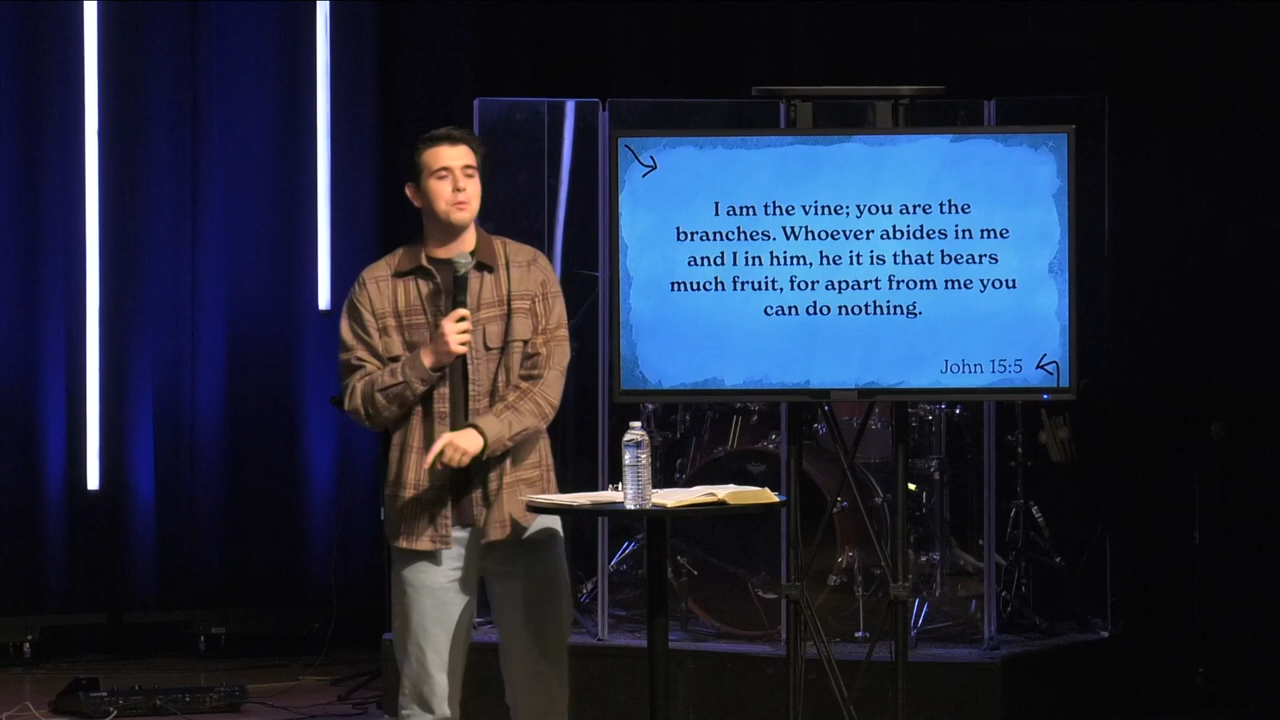 I am the vine; you are the
branches. Whoever abides in me
and I in him, he it is that bears
much fruit, for apart from me you
can do nothing.
John 15:5